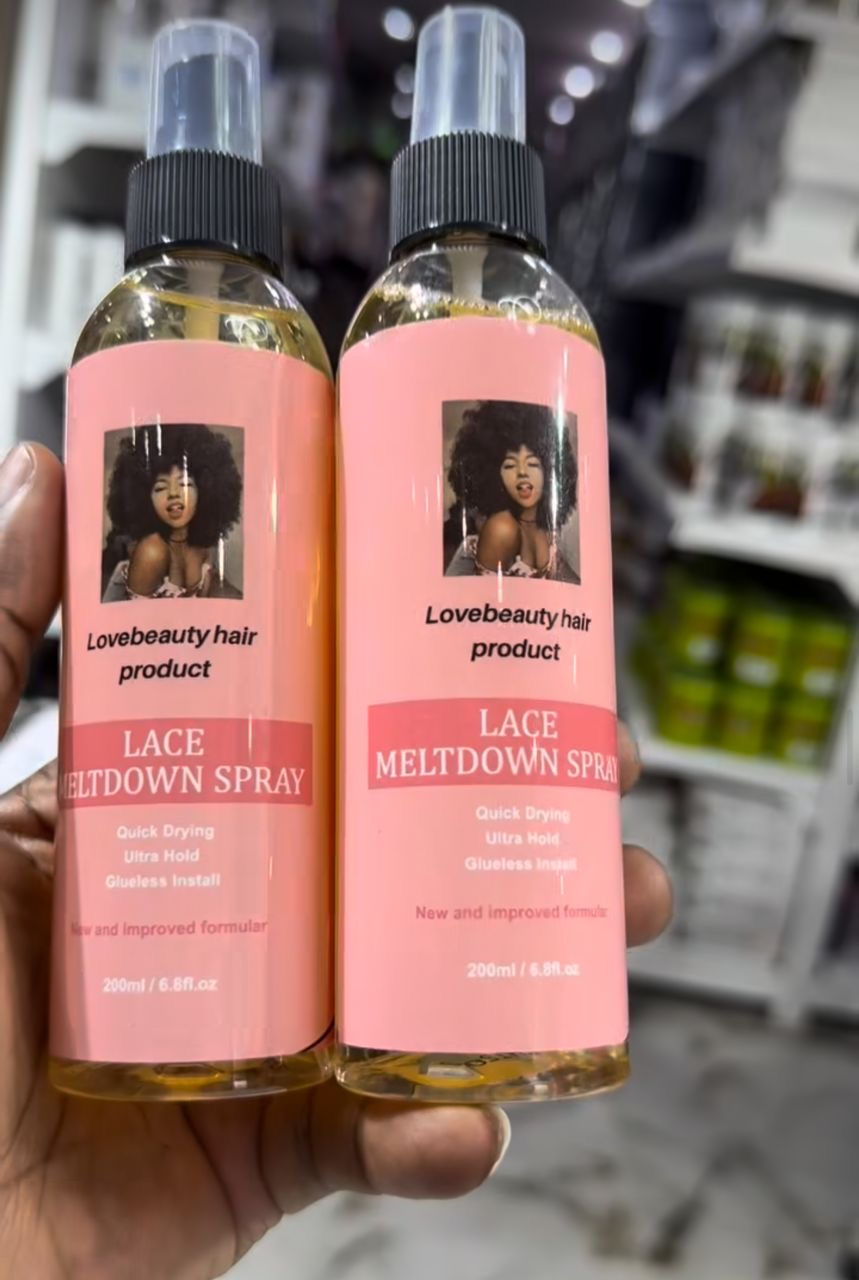 Lovebeauty hair
product
LACE
MELTDOWN SPRAY
Quick Drying
Ultra Hold
Glueless Install
New and improved formular
200ml / 6.8fl.oz
Lovebeauty hair
product
LACE
MELTDOWN SPRAY
Quick Drying
Ultra Hold
Glueless Install
New and improved formular
200ml / 6.8fl.oz